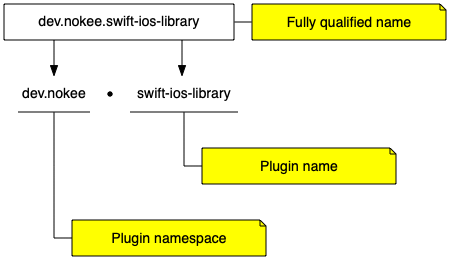 dev.nokee.swift-ios-library
Fully qualified name
dev.nokee • swift-ios-library
Plugin name
Plugin namespace